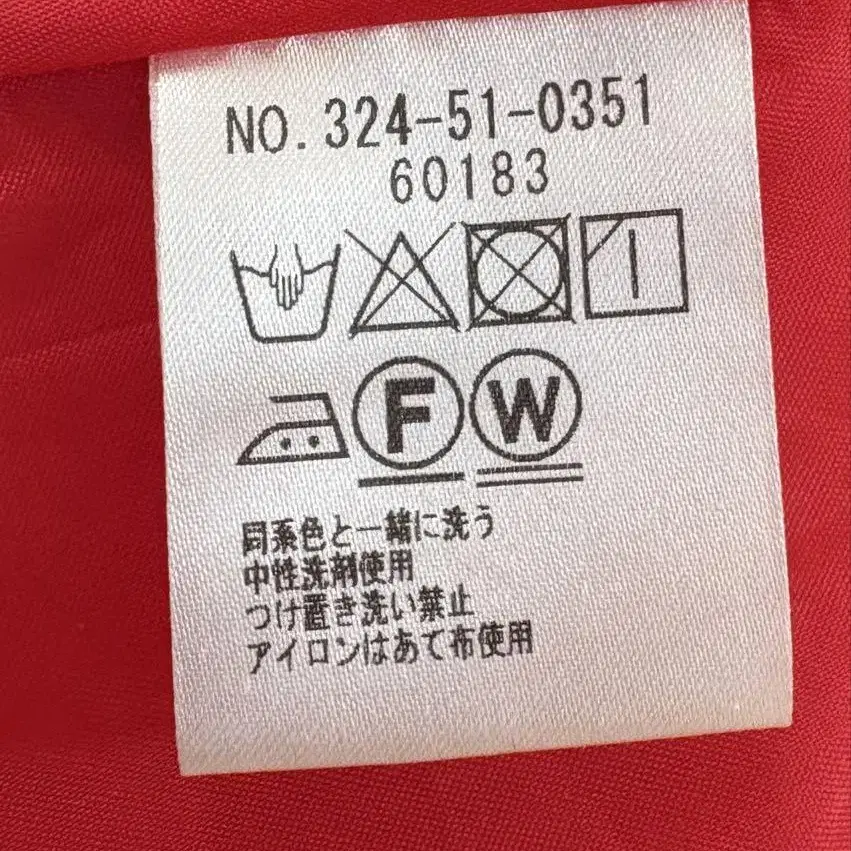 NO. 324-51-0351
60183
F W
同系色と一緒に洗う
中性洗剤使用
つけ置き洗い禁止
アイロンはあて布使用